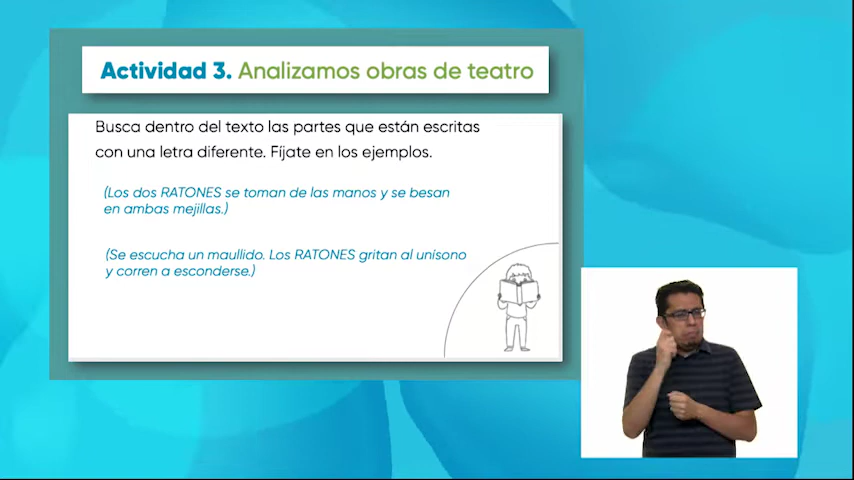 Actividad 3. Analizamos obras de teatro
Busca dentro del texto las partes que están escritas
con una letra diferente. Fíjate en los ejemplos.
(Los dos RATONES se toman de las manos y se besan
en ambas mejillas.)
(Se escucha un maullido. Los RATONES gritan al unísono
y corren a esconderse.)